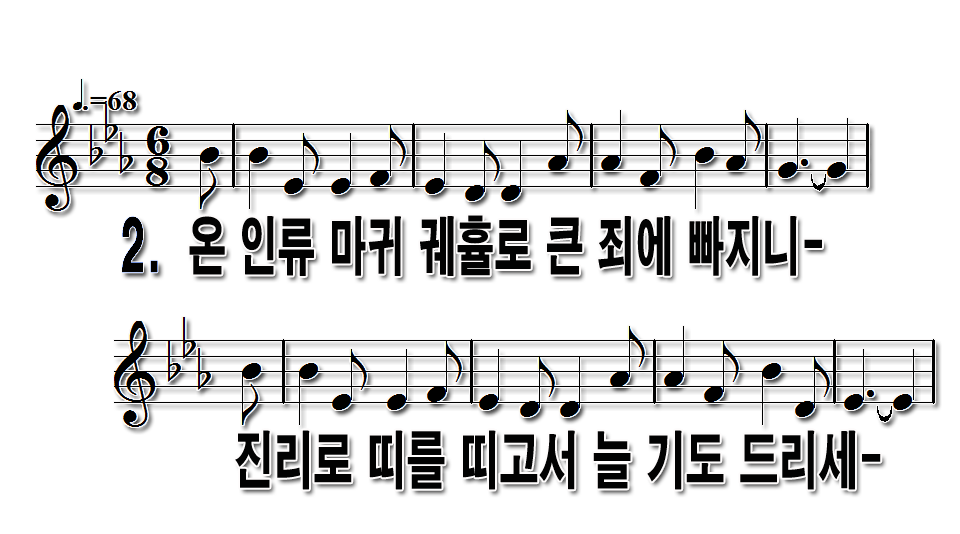 ♩.=68
6
8
2. 온 인류 마귀 궤휼로 큰 죄에 빠지니-
진리로 띠를 띠고서 늘 기도 드리세-